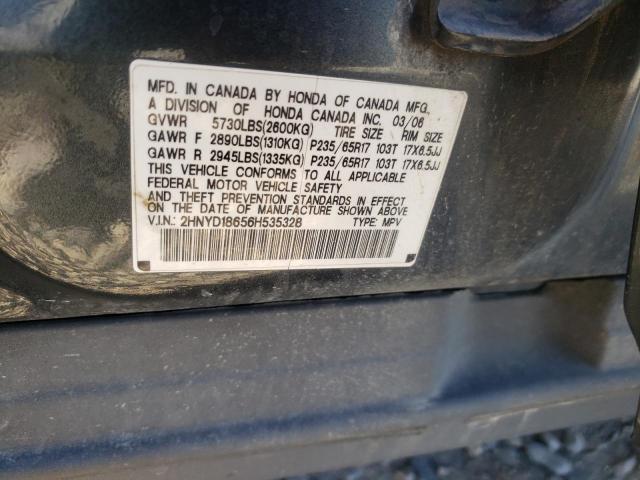 MFD. IN CANADA BY HONDA OF CANADA MFG.
A DIVISION OF HONDA CANADA INC. 03/06
GVWR 5730LBS(2600KG) TIRE SIZE RIM SIZE
GAWR F 2890LBS(1310KG) P235/65R17 103T 17X6.5JJ
GAWR R 2945LBS(1335KG) P235/65R17 103T 17X6.5JJ
THIS VEHICLE CONFORMS TO ALL APPLICABLE
FEDERAL MOTOR VEHICLE SAFETY
AND THEFT PREVENTION STANDARDS IN EFFECT
ON THE DATE OF MANUFACTURE SHOWN ABOVE
V.I.N.: 2HNYD18656H535328 TYPE: MPV